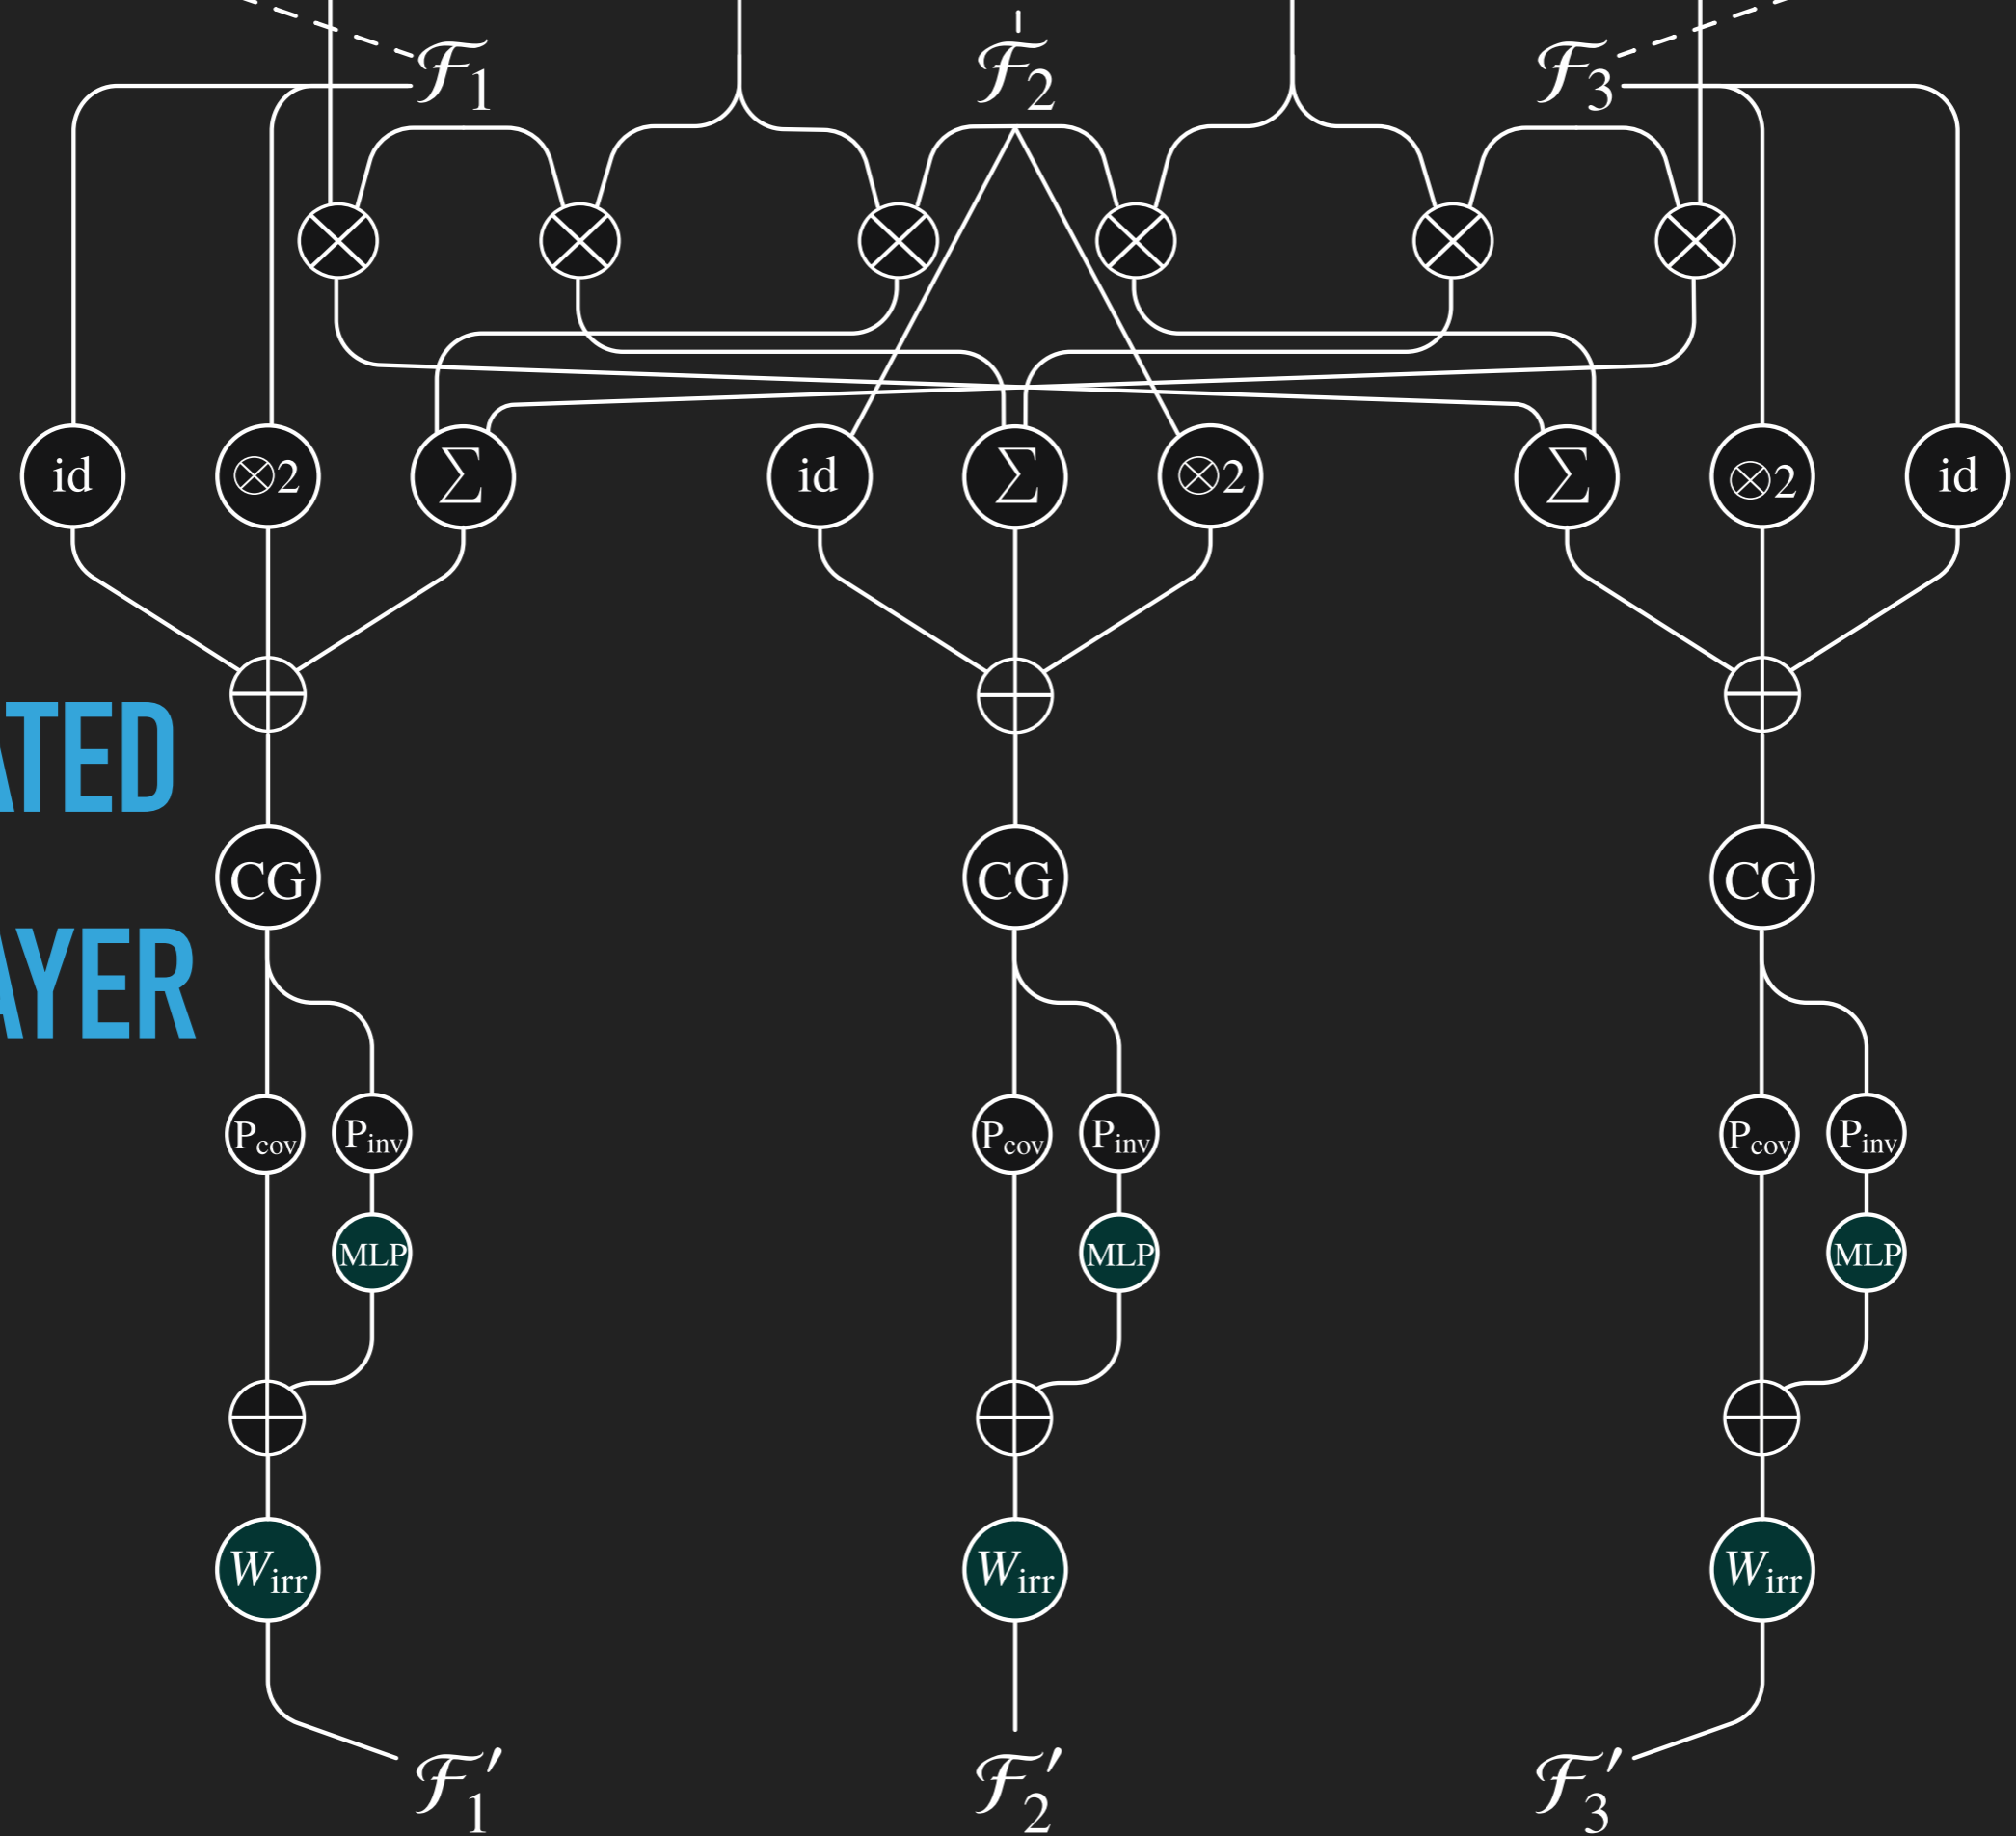 ℱ1 ℱ2 ℱ3
id ⊗2 Σ id Σ ⊗2 Σ ⊗2 id
ATED
CG CG CG
AYER
Pcov Pinv Pcov Pinv Pcov Pinv
MLP MLP MLP
Wirr Wirr Wirr
ℱ′1 ℱ′2 ℱ′3